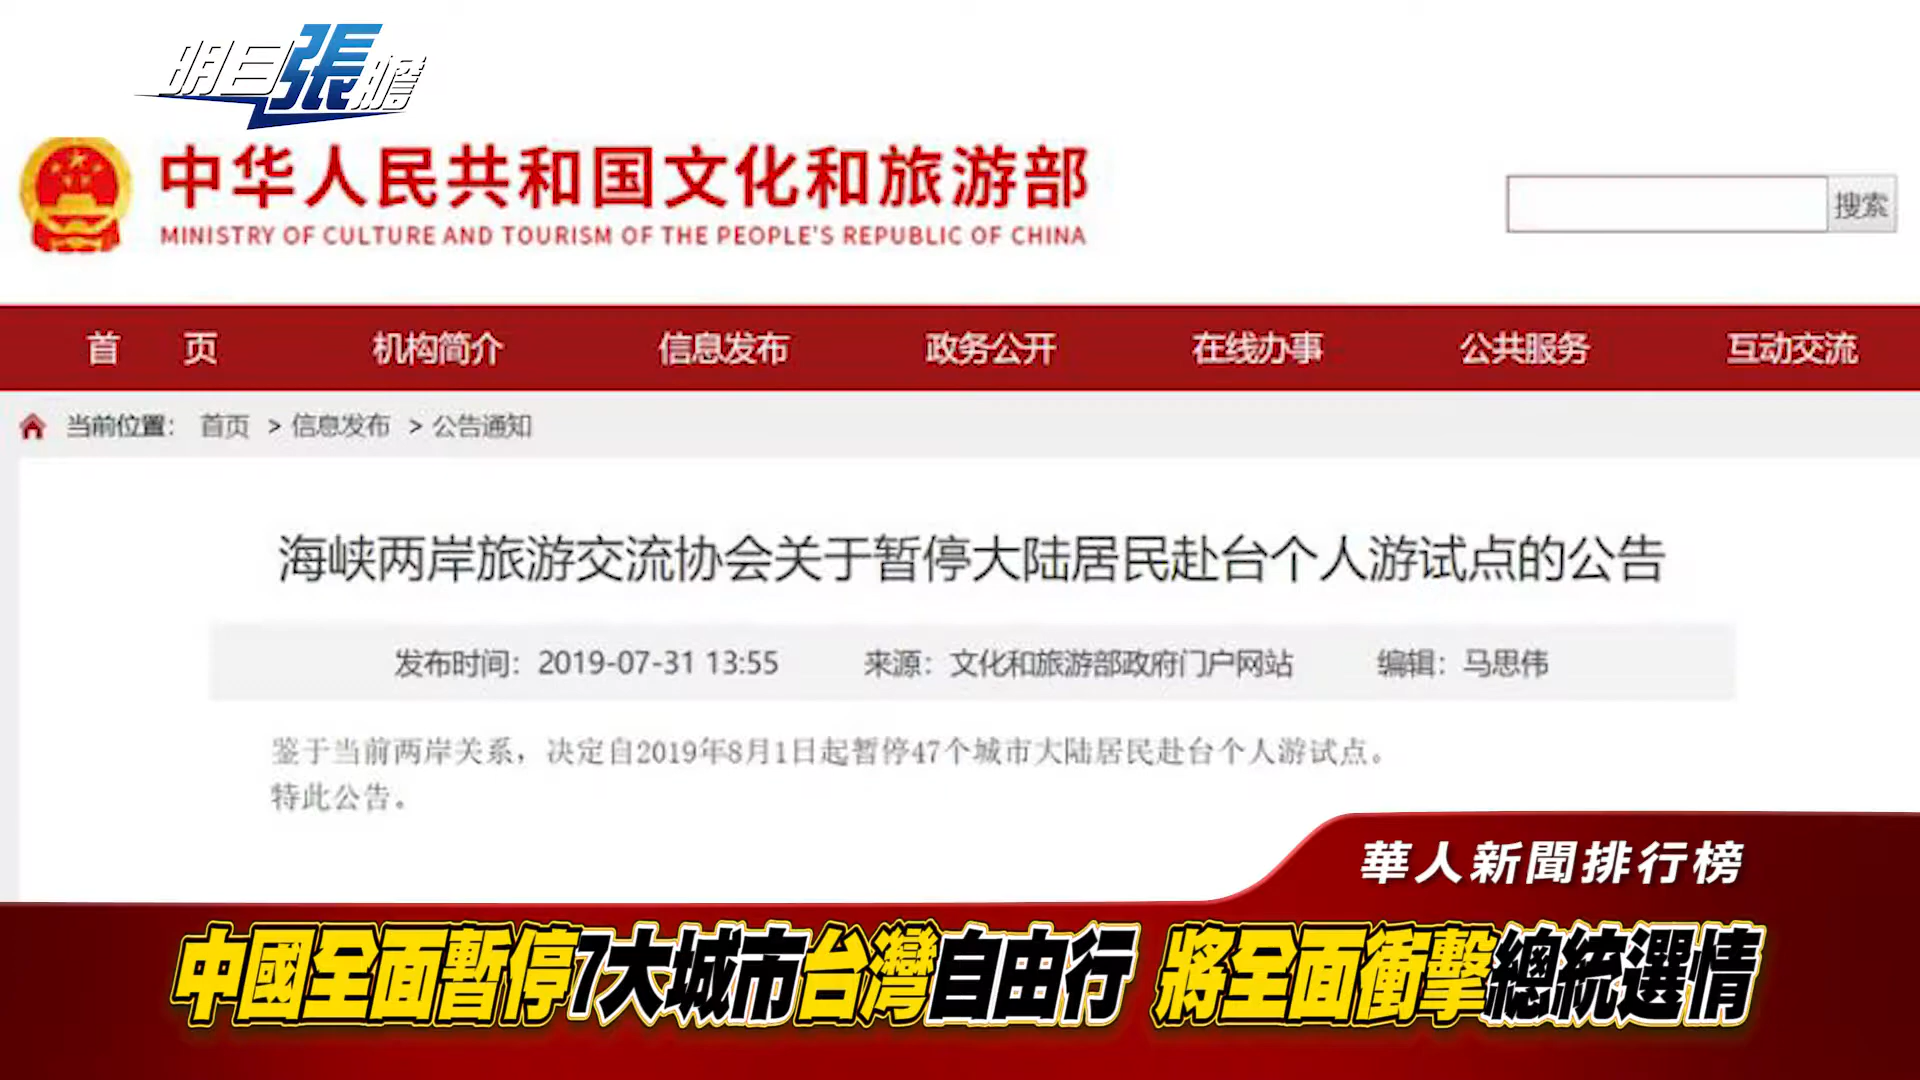 明目張膽
中华人民共和国文化和旅游部
MINISTRY OF CULTURE AND TOURISM OF THE PEOPLE'S REPUBLIC OF CHINA
搜索
首 页 机构简介 信息发布 政务公开 在线办事 公共服务 互动交流
当前位置： 首页 > 信息发布 > 公告通知
海峡两岸旅游交流协会关于暂停大陆居民赴台个人游试点的公告
发布时间：2019-07-31 13:55 来源：文化和旅游部政府门户网站 编辑：马思伟
鉴于当前两岸关系，决定自2019年8月1日起暂停47个城市大陆居民赴台个人游试点。
特此公告。
華人新聞排行榜
中國全面暫停7大城市台灣自由行 將全面衝擊總統選情